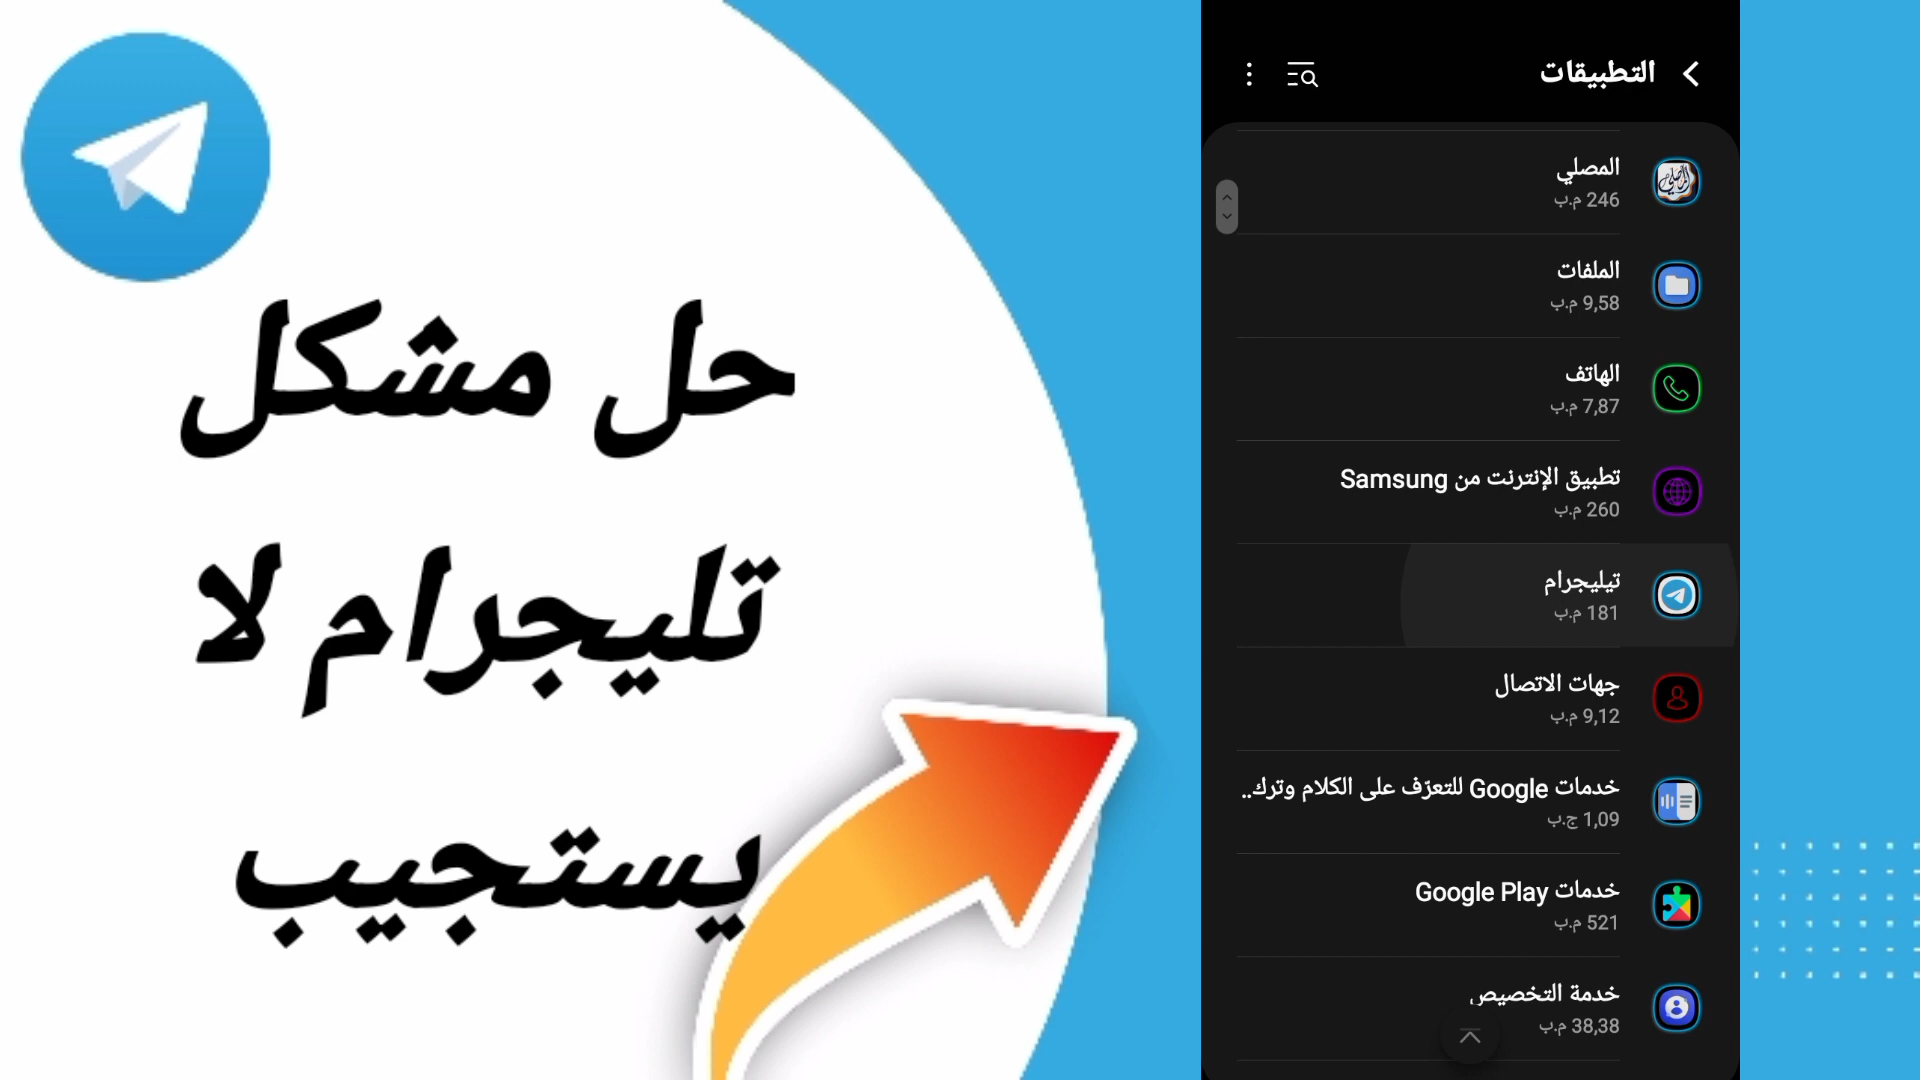 حل مشكل
تليجرام لا
يستجيب
التطبيقات
المصلي
246 م.ب
الملفات
9,58 م.ب
الهاتف
7,87 م.ب
تطبيق الإنترنت من Samsung
260 م.ب
تيليجرام
181 م.ب
جهات الاتصال
9,12 م.ب
خدمات Google للتعرّف على الكلام وترك..
1,09 ج.ب
خدمات Google Play
521 م.ب
خدمة التخصيص
38,38 م.ب